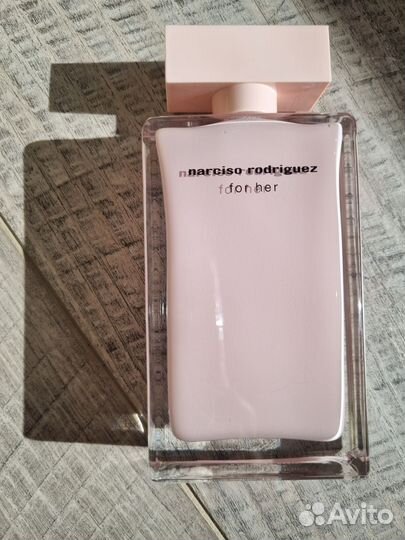 narciso rodriguez
for her
Avito